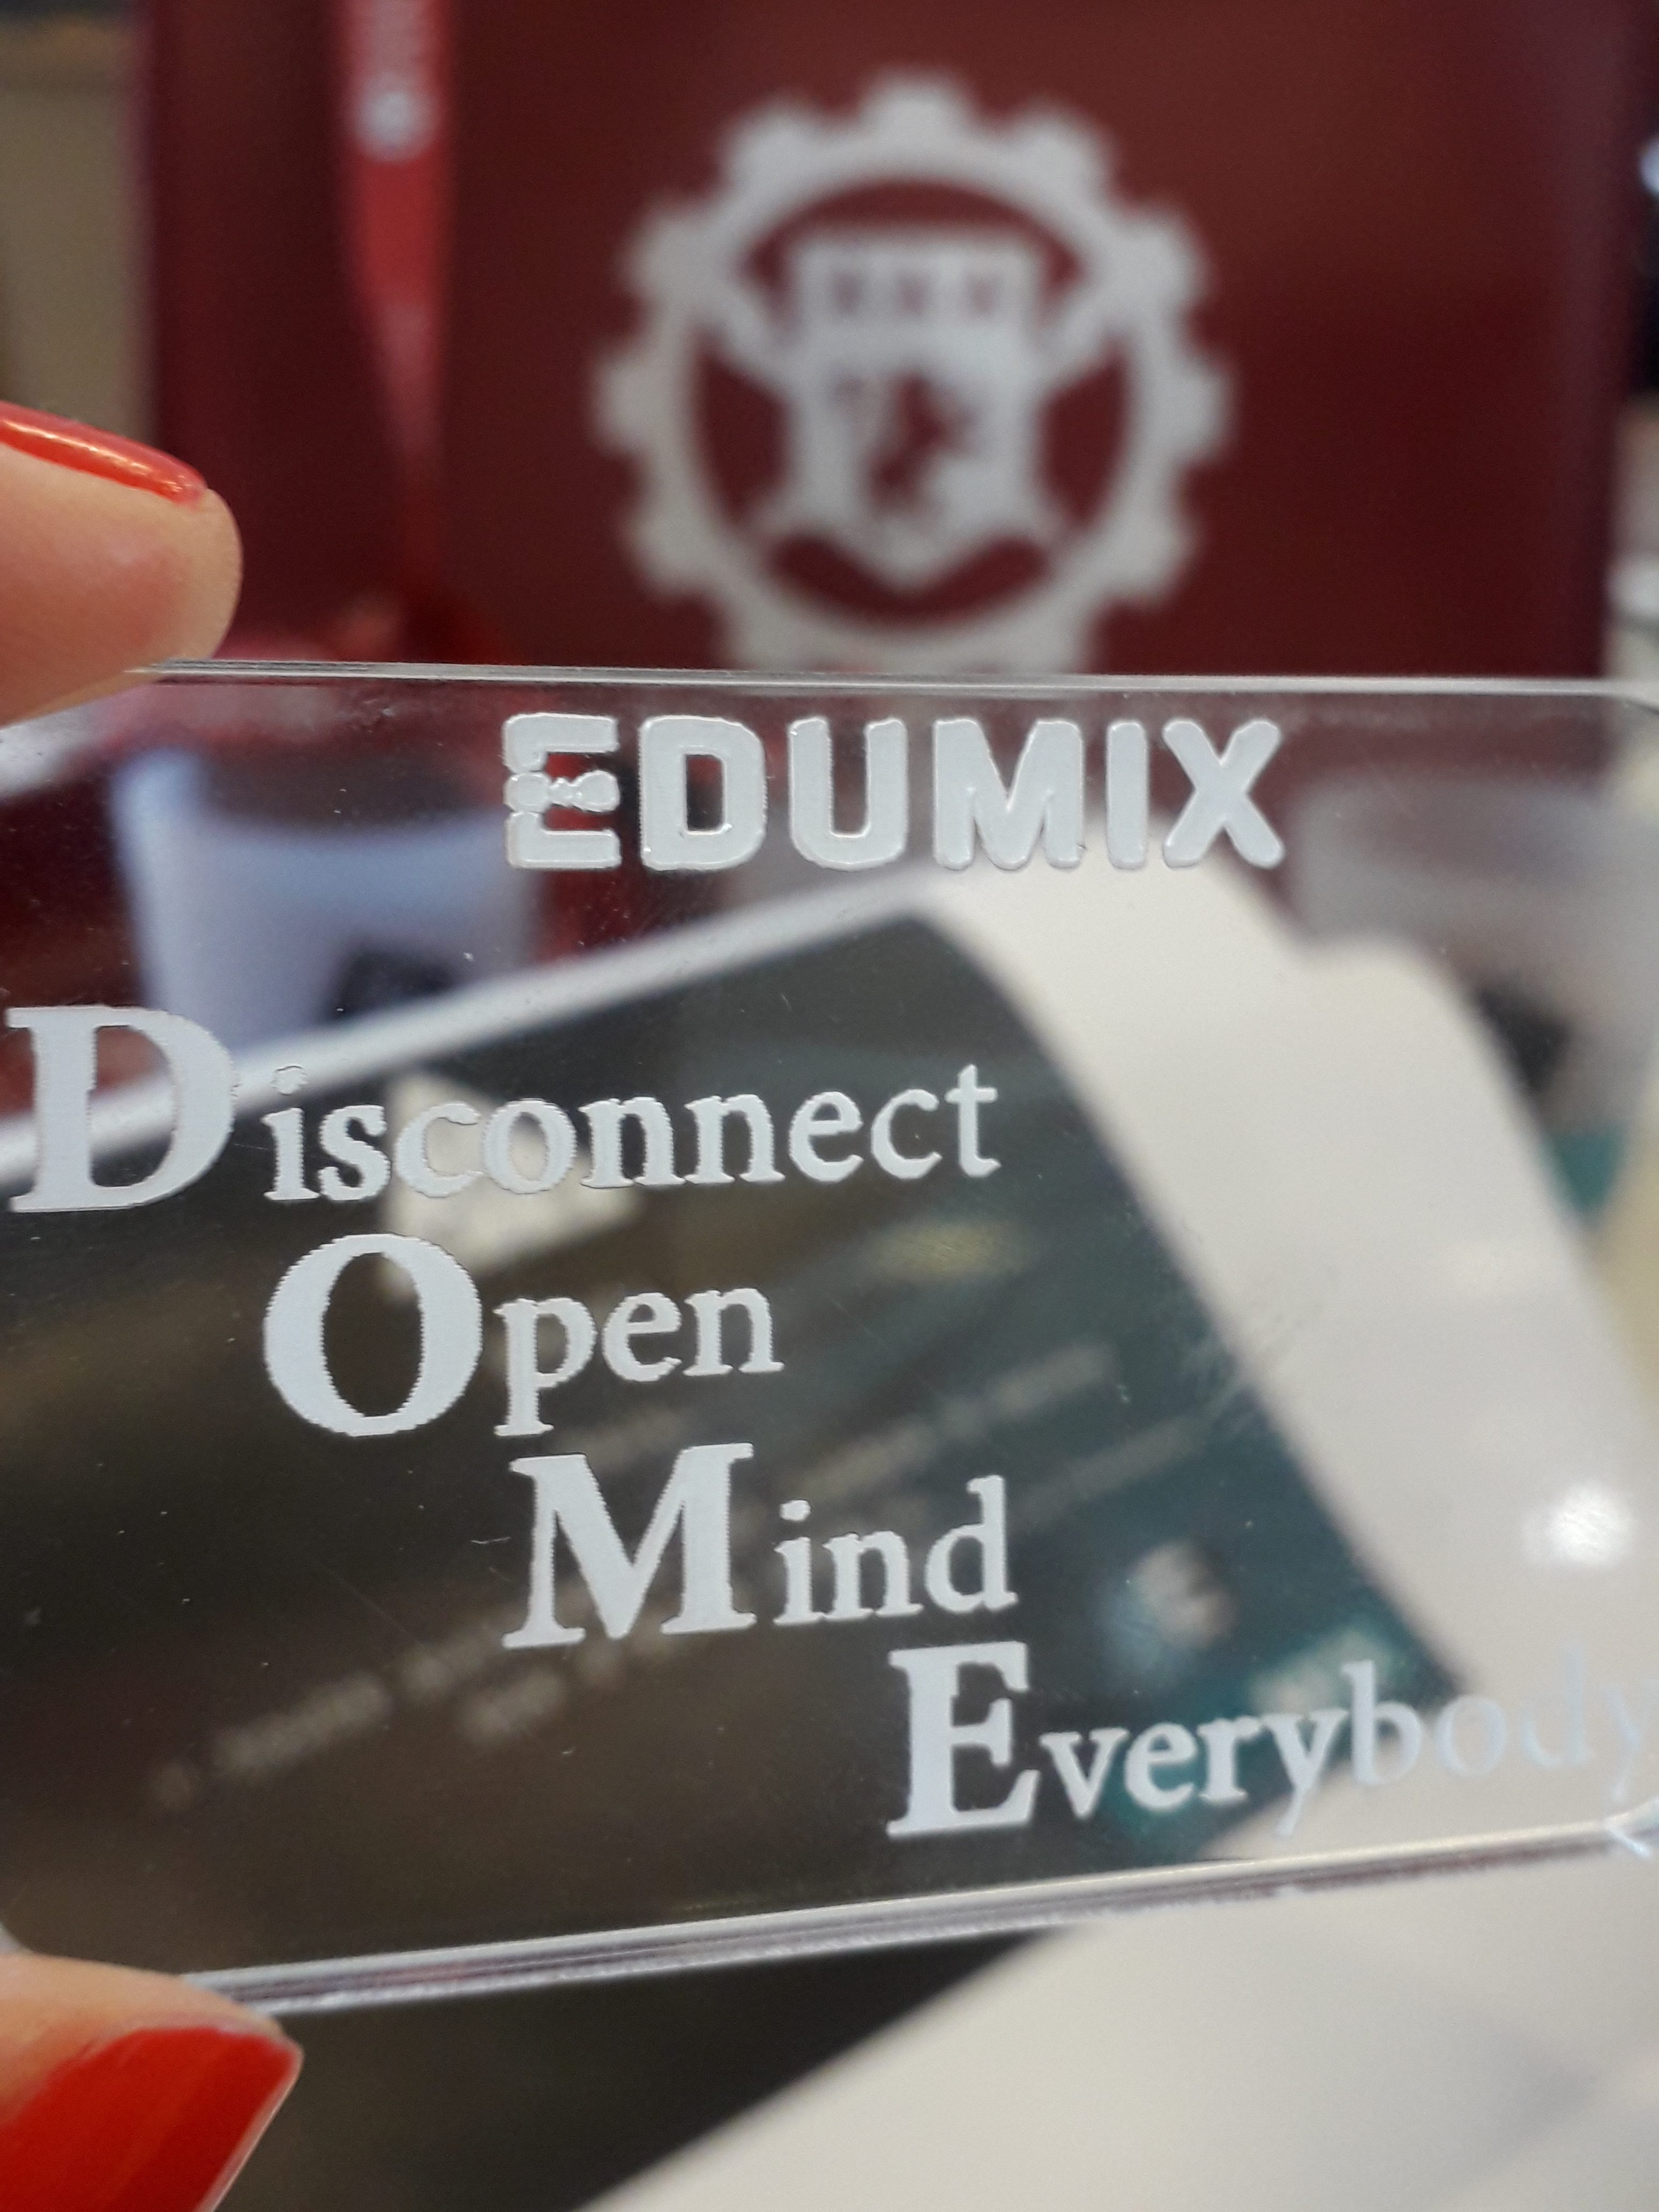 EDUMIX
Disconnect
Open
Mind
Everybody